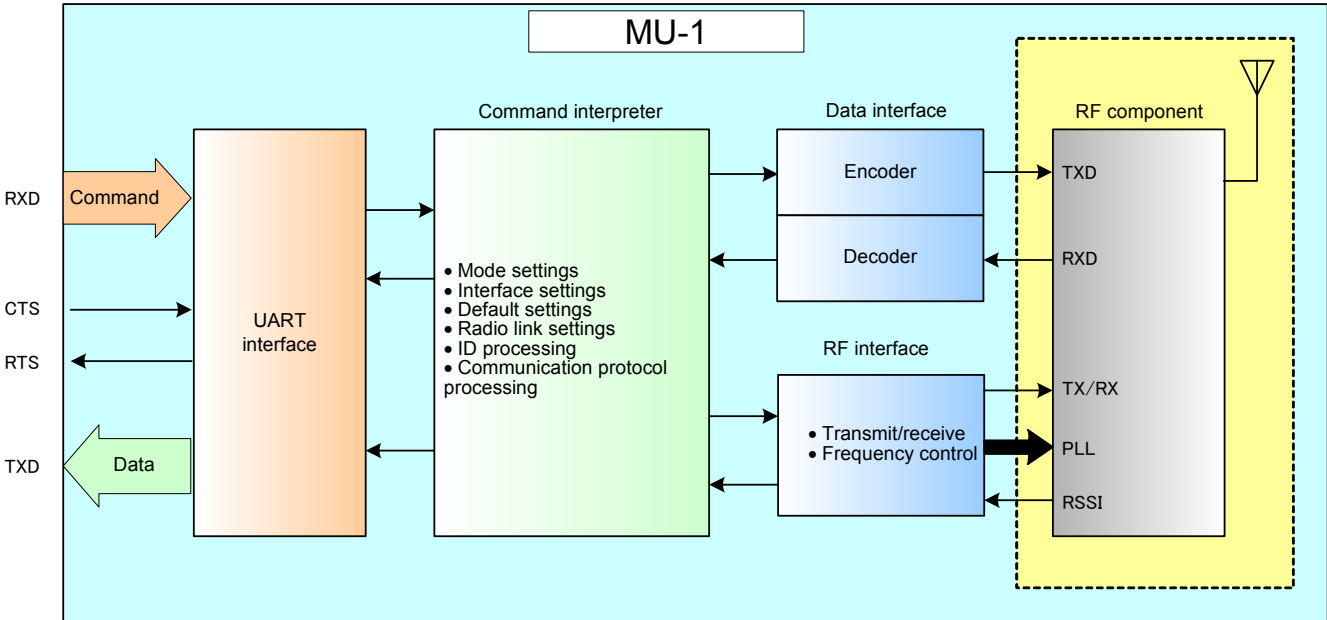 MU-1
Command interpreter
Data interface
RF component
RXD
Command
Encoder
TXD
Decoder
RXD
• Mode settings
• Interface settings
• Default settings
• Radio link settings
• ID processing
• Communication protocol
processing
CTS
UART
interface
RTS
RF interface
TX/RX
• Transmit/receive
• Frequency control
PLL
TXD
Data
RSSI